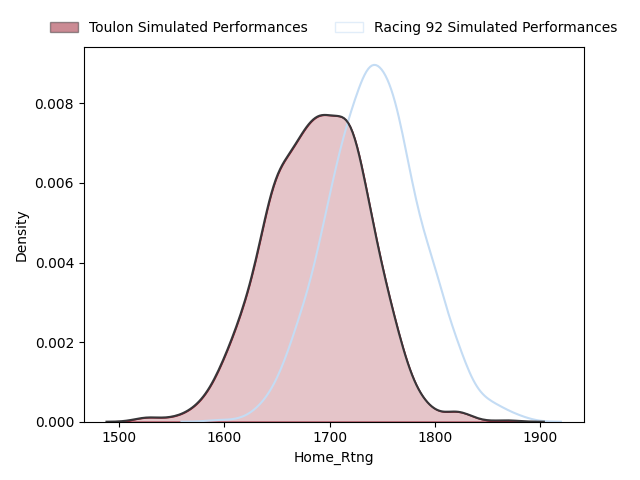 Toulon Simulated Performances Racing 92 Simulated Performances
0.008
0.006
0.004
0.002
0.000
Density
1500 1600 1700 1800 1900
Home_Rtng